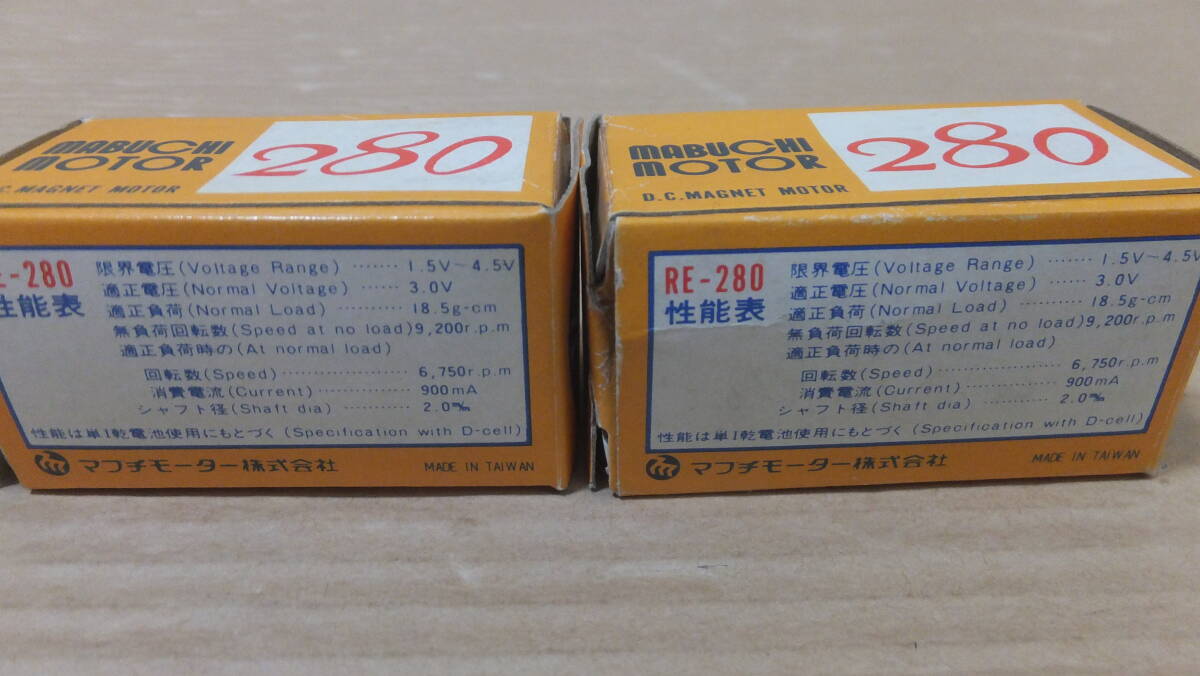 MABUCHI
MOTOR
280
D.C. MAGNET MOTOR
E-280
性能表
限界電圧(Voltage Range) ······· 1.5V～4.5V
適正電圧(Normal Voltage) ······ 3.0V
適正負荷(Normal Load) ········· 18.5g-cm
無負荷回転数(Speed at no load)9,200r.p.m
適正負荷時の(At normal load)
回転数(Speed) ····················· 6,750r.p.m
消費電流(Current) ··············· 900mA
シャフト径(Shaft dia) ··········· 2.0㎜
性能は単1乾電池使用にもとづく (Specification with D-cell)
マブチモーター株式会社 MADE IN TAIWAN
MABUCHI
MOTOR
280
D.C. MAGNET MOTOR
RE-280
性能表
限界電圧(Voltage Range) ······· 1.5V～4.5V
適正電圧(Normal Voltage) ······ 3.0V
適正負荷(Normal Load) ········· 18.5g-cm
無負荷回転数(Speed at no load)9,200r.p.m
適正負荷時の(At normal load)
回転数(Speed) ····················· 6,750r.p.m
消費電流(Current) ··············· 900mA
シャフト径(Shaft dia) ··········· 2.0㎜
性能は単1乾電池使用にもとづく (Specification with D-cell)
マブチモーター株式会社 MADE IN TAIWAN